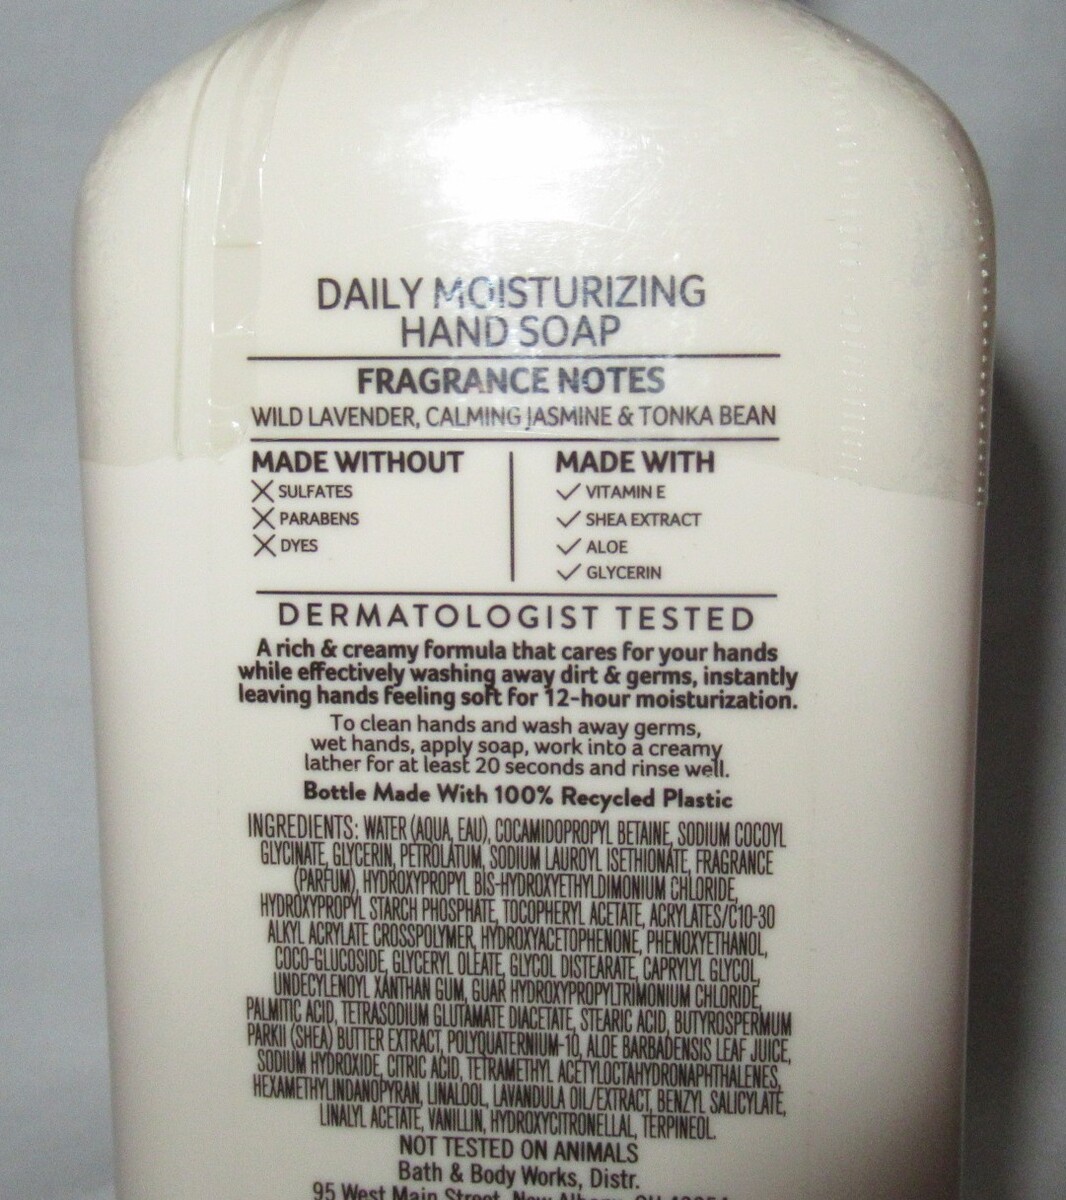 DAILY MOISTURIZING
HAND SOAP
FRAGRANCE NOTES
WILD LAVENDER, CALMING JASMINE & TONKA BEAN
MADE WITHOUT
SULFATES
PARABENS
DYES
MADE WITH
VITAMIN E
SHEA EXTRACT
ALOE
GLYCERIN
DERMATOLOGIST TESTED
A rich & creamy formula that cares for your hands
while effectively washing away dirt & germs, instantly
leaving hands feeling soft for 12-hour moisturization.
To clean hands and wash away germs,
wet hands, apply soap, work into a creamy
lather for at least 20 seconds and rinse well.
Bottle Made With 100% Recycled Plastic
INGREDIENTS: WATER (AQUA, EAU), COCAMIDOPROPYL BETAINE, SODIUM COCOYL
GLYCINATE, GLYCERIN, PETROLATUM, SODIUM LAUROYL ISETHIONATE, FRAGRANCE
(PARFUM), HYDROXYPROPYL BIS-HYDROXYETHYLDIMONIUM CHLORIDE,
HYDROXYPROPYL STARCH PHOSPHATE, TOCOPHERYL ACETATE, ACRYLATES/C10-30
ALKYL ACRYLATE CROSSPOLYMER, HYDROXYACETOPHENONE, PHENOXYETHANOL,
COCO-GLUCOSIDE, GLYCERYL OLEATE, GLYCOL DISTEARATE, CAPRYLYL GLYCOL,
UNDECYLENOYL XANTHAN GUM, GUAR HYDROXYPROPYLTRIMONIUM CHLORIDE,
PALMITIC ACID, TETRASODIUM GLUTAMATE DIACETATE, STEARIC ACID, BUTYROSPERMUM
PARKII (SHEA) BUTTER EXTRACT, POLYQUATERNIUM-10, ALOE BARBADENSIS LEAF JUICE,
SODIUM HYDROXIDE, CITRIC ACID, TETRAMETHYL ACETYLOCTAHYDRONAPHTHALENES,
HEXAMETHYLINDANOPYRAN, LINALOOL, LAVANDULA OIL/EXTRACT, BENZYL SALICYLATE,
LINALYL ACETATE, VANILLIN, HYDROXYCITRONELLAL, TERPINEOL.
NOT TESTED ON ANIMALS
Bath & Body Works, Distr.
95 West Main Street, New Albany, OH